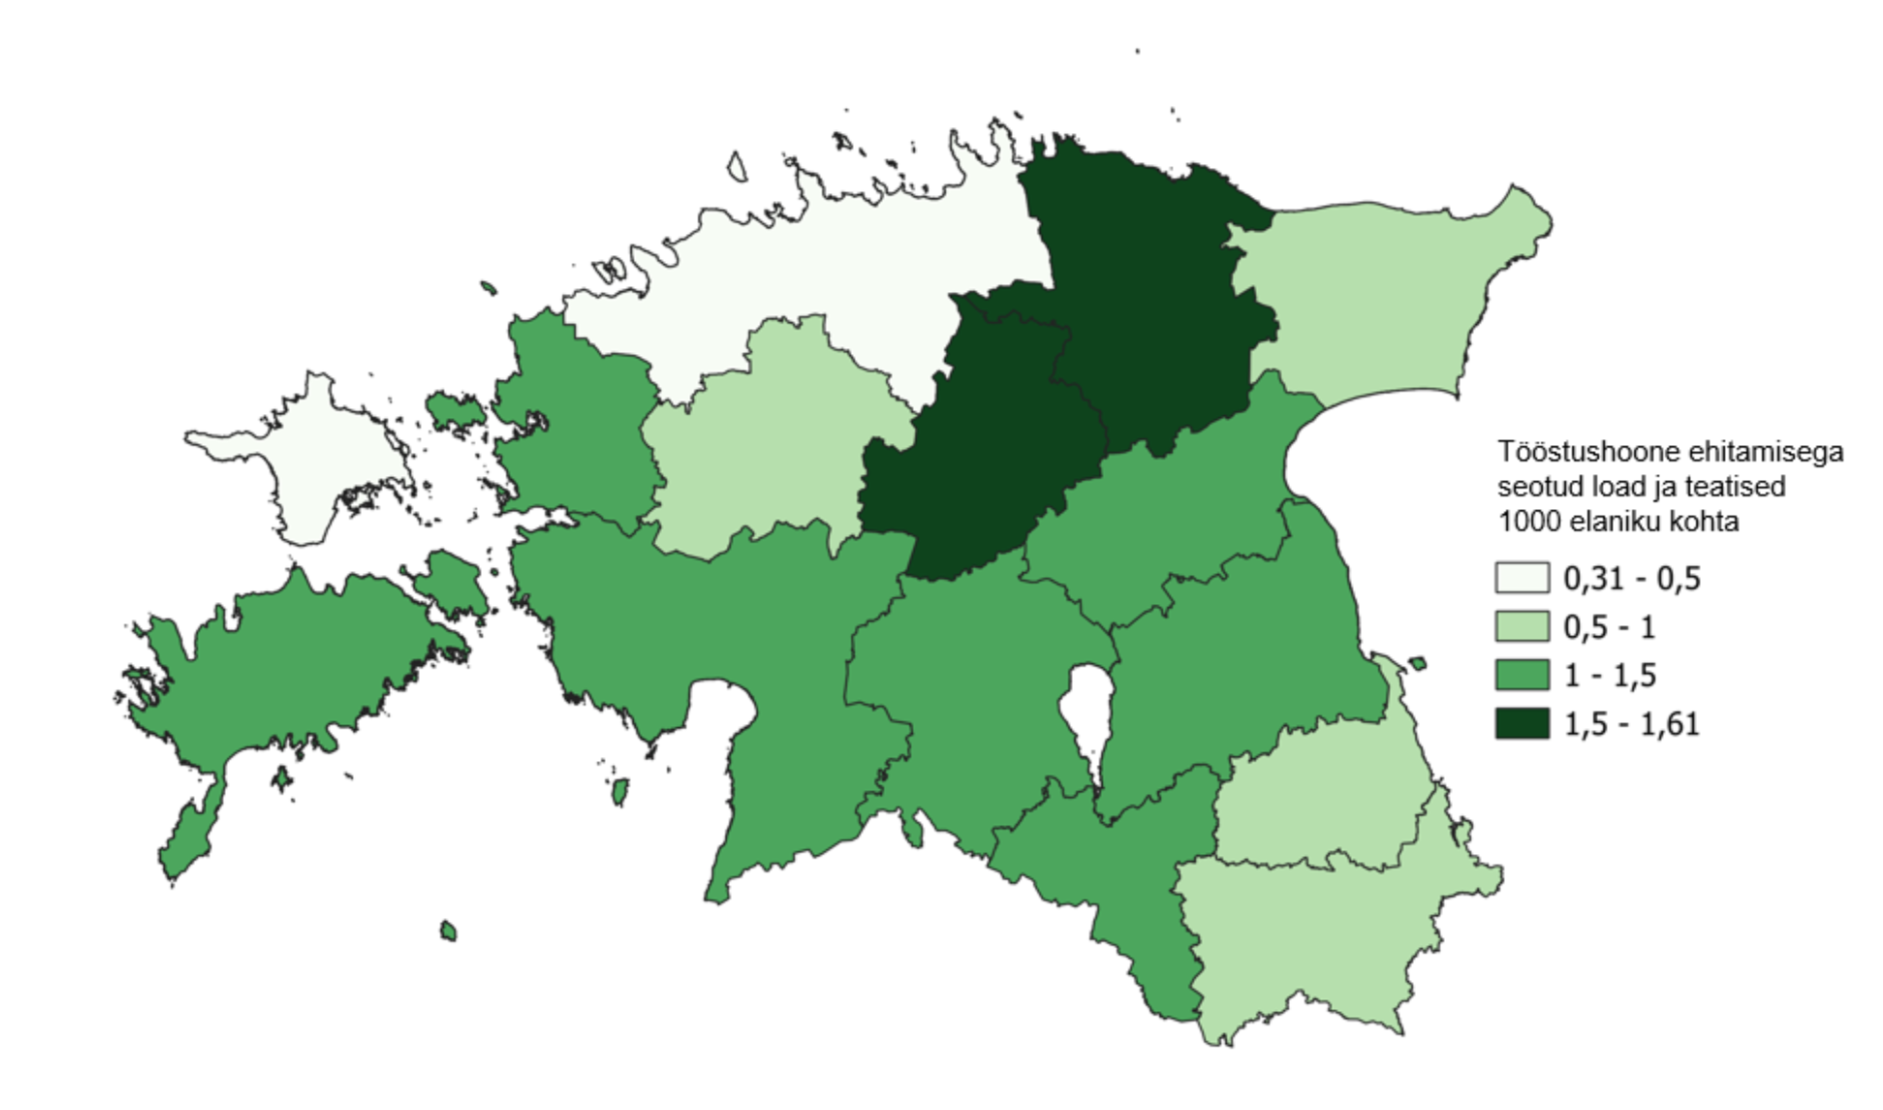 Tööstushoone ehitamisega
seotud load ja teatised
1000 elaniku kohta
0,31 - 0,5
0,5 - 1
1 - 1,5
1,5 - 1,61